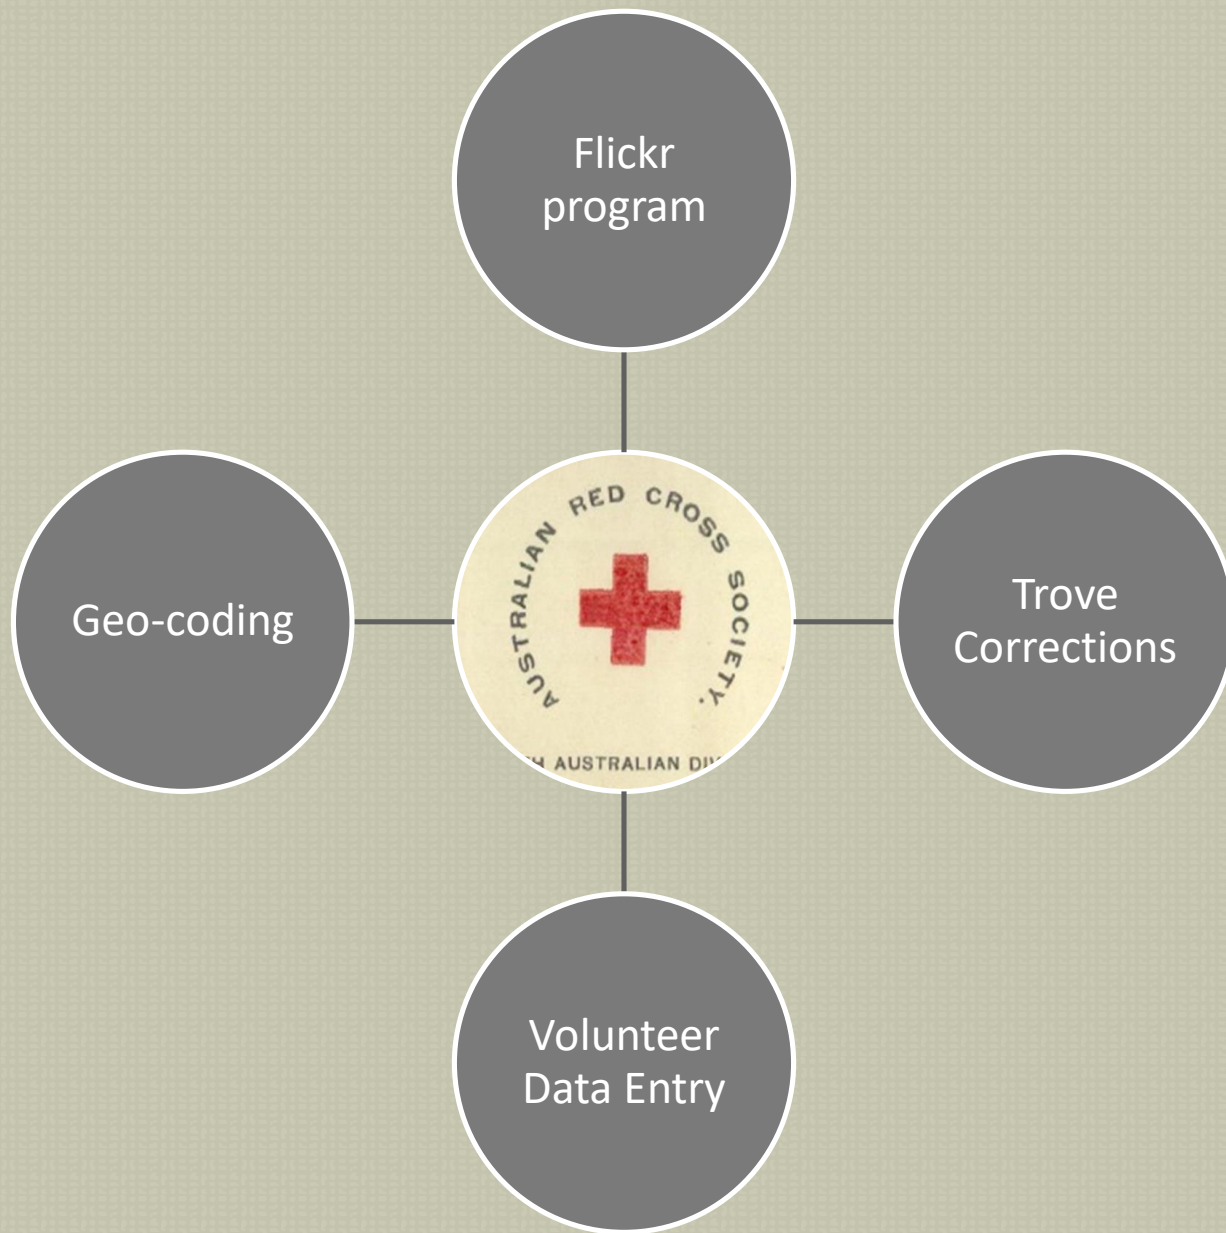 Flickr
program
Geo-coding
AUSTRALIAN RED CROSS SOCIETY.
AUSTRALIAN
Trove
Corrections
Volunteer
Data Entry